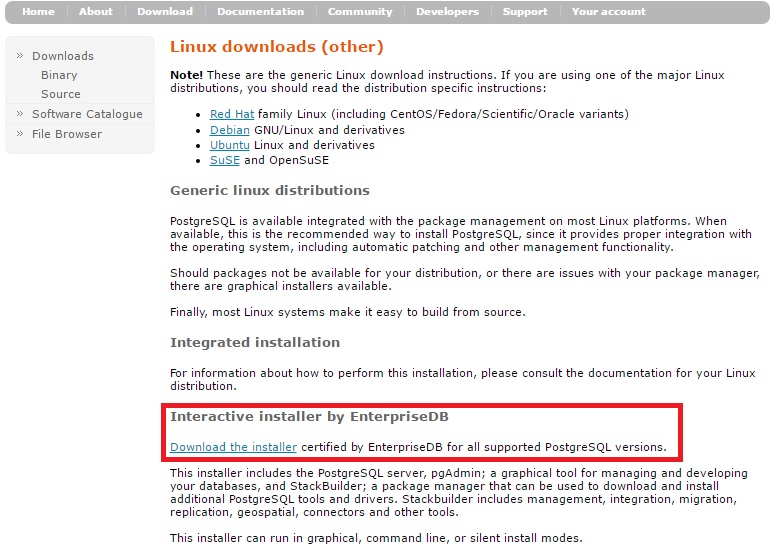 Home About Download Documentation Community Developers Support Your account
» Downloads
Binary
Source
» Software Catalogue
» File Browser
Linux downloads (other)
Note! These are the generic Linux download instructions. If you are using one of the major Linux
distributions, you should read the distribution specific instructions:
• Red Hat family Linux (including CentOS/Fedora/Scientific/Oracle variants)
• Debian GNU/Linux and derivatives
• Ubuntu Linux and derivatives
• SuSE and OpenSuSE
Generic linux distributions
PostgreSQL is available integrated with the package management on most Linux platforms. When
available, this is the recommended way to install PostgreSQL, since it provides proper integration with
the operating system, including automatic patching and other management functionality.
Should packages not be available for your distribution, or there are issues with your package manager,
there are graphical installers available.
Finally, most Linux systems make it easy to build from source.
Integrated installation
For information about how to perform this installation, please consult the documentation for your Linux
distribution.
Interactive installer by EnterpriseDB
Download the installer certified by EnterpriseDB for all supported PostgreSQL versions.
This installer includes the PostgreSQL server, pgAdmin; a graphical tool for managing and developing
your databases, and StackBuilder; a package manager that can be used to download and install
additional PostgreSQL tools and drivers. Stackbuilder includes management, integration, migration,
replication, geospatial, connectors and other tools.
This installer can run in graphical, command line, or silent install modes.